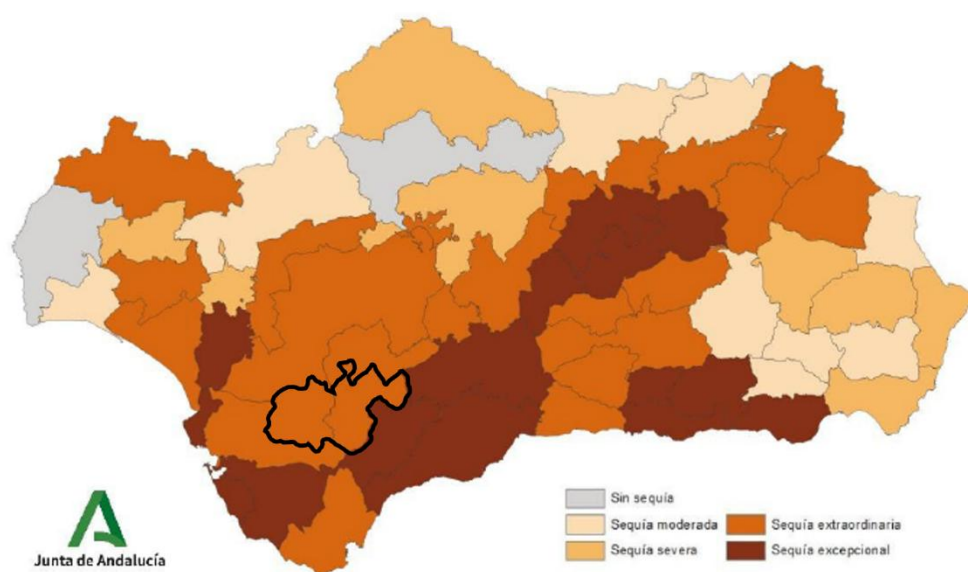 Sin sequía
Sequía moderada
Sequía extraordinaria
Sequía severa
Sequía excepcional
Junta de Andalucía